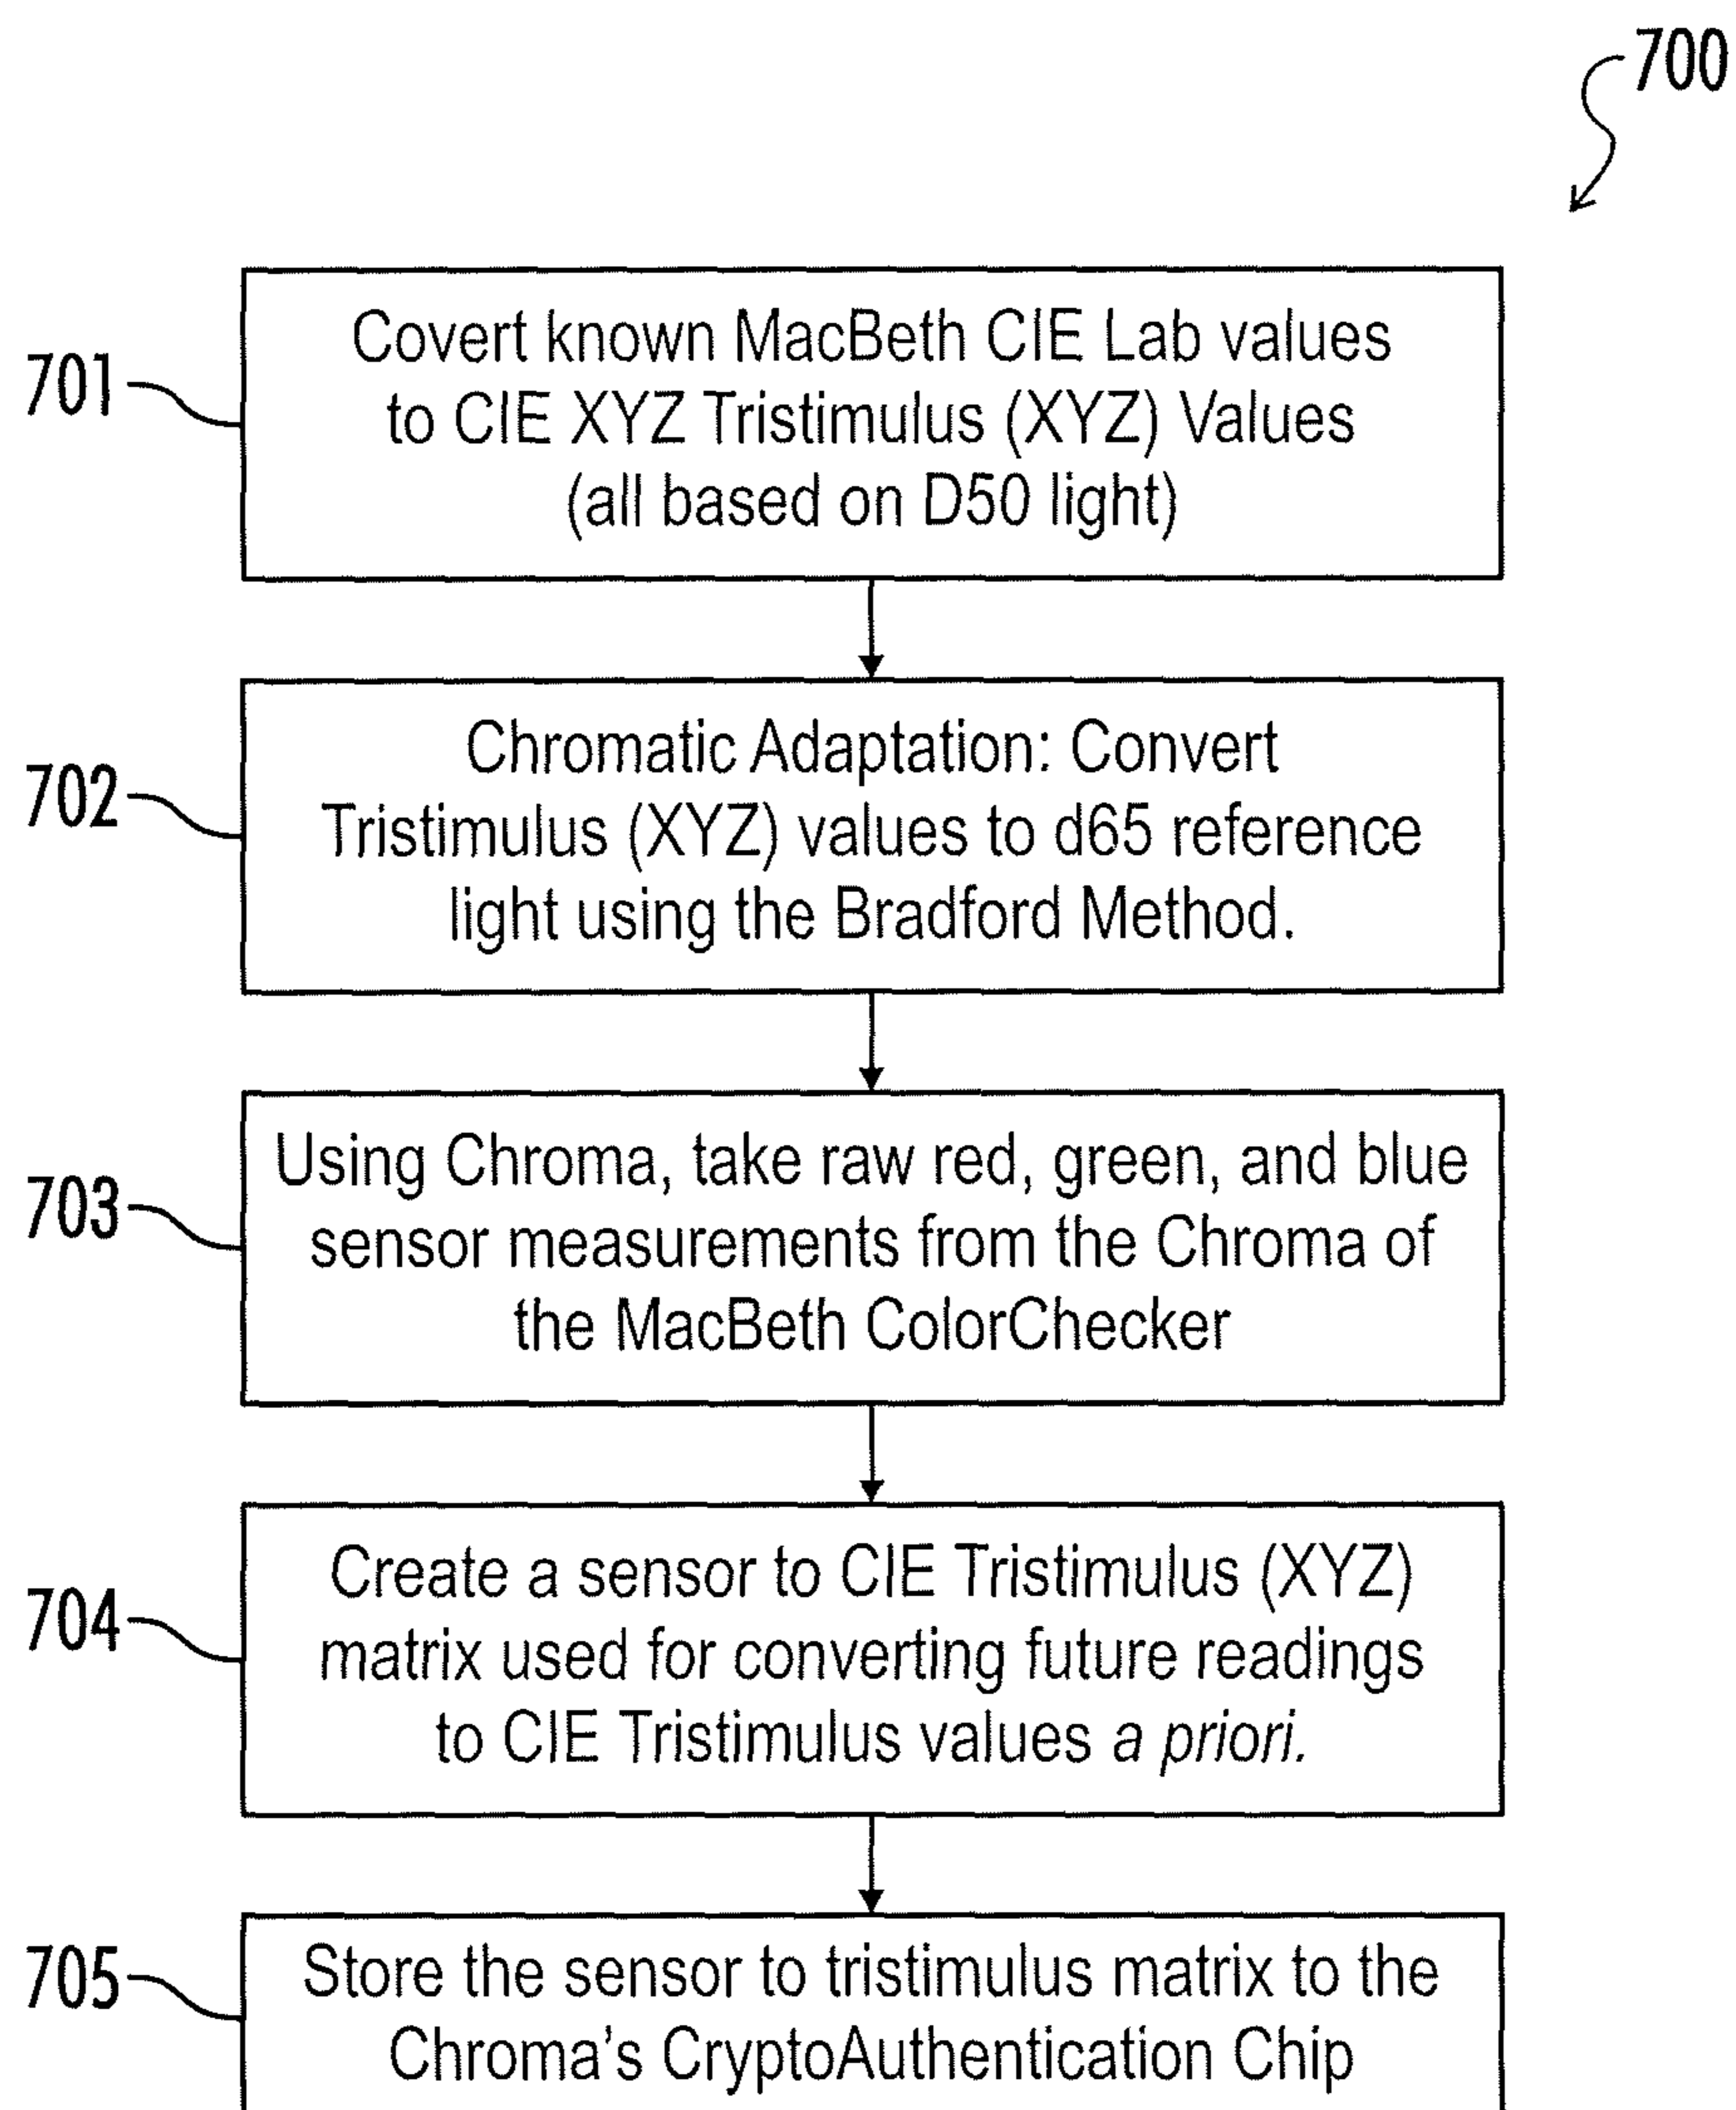 700
701
Covert known MacBeth CIE Lab values
to CIE XYZ Tristimulus (XYZ) Values
(all based on D50 light)
702
Chromatic Adaptation: Convert
Tristimulus (XYZ) values to d65 reference
light using the Bradford Method.
703
Using Chroma, take raw red, green, and blue
sensor measurements from the Chroma of
the MacBeth ColorChecker
704
Create a sensor to CIE Tristimulus (XYZ)
matrix used for converting future readings
to CIE Tristimulus values a priori.
705
Store the sensor to tristimulus matrix to the
Chroma's CryptoAuthentication Chip